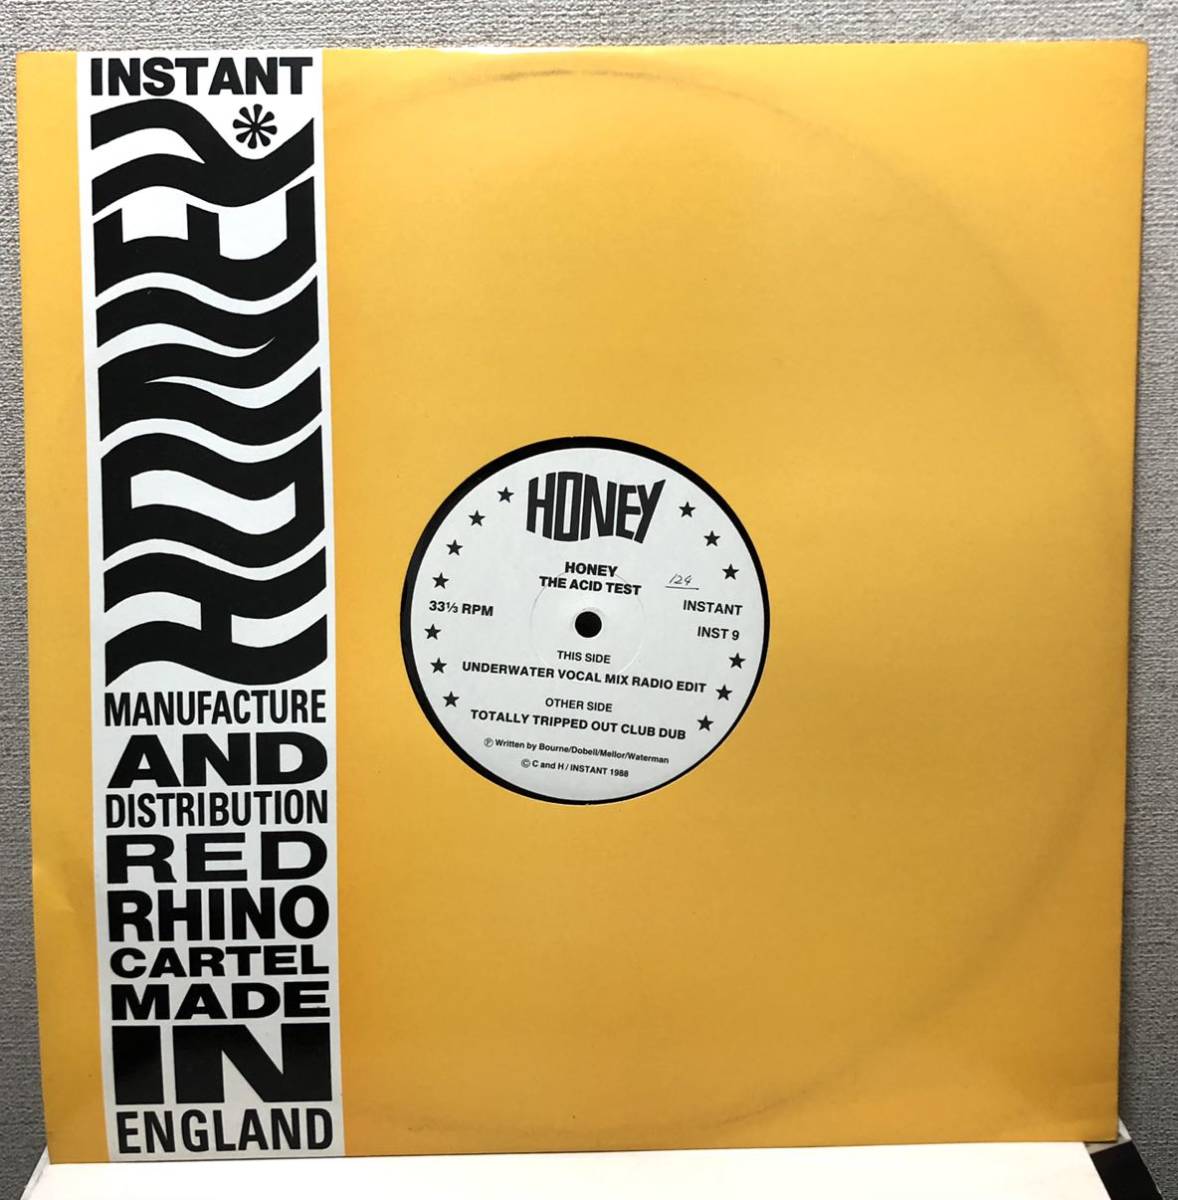 INSTANT
HONEY
MANUFACTURE
AND
DISTRIBUTION
RED
RHINO
CARTEL
MADE
IN
ENGLAND
HONEY
HONEY
THE ACID TEST
124
33⅓ RPM
INSTANT
INST 9
THIS SIDE
UNDERWATER VOCAL MIX RADIO EDIT
OTHER SIDE
TOTALLY TRIPPED OUT CLUB DUB
℗ Written by Bourne/Dobell/Mellor/Waterman
© C and H / INSTANT 1988